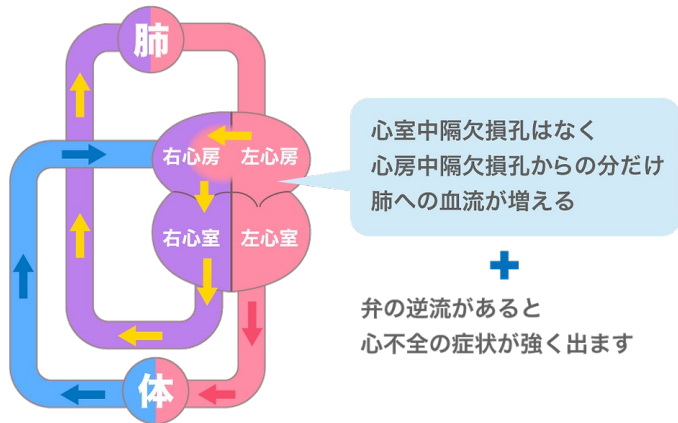 肺
右心房
左心房
右心室
左心室
体
心室中隔欠損孔はなく
心房中隔欠損孔からの分だけ
肺への血流が増える
+
弁の逆流があると
心不全の症状が強く出ます